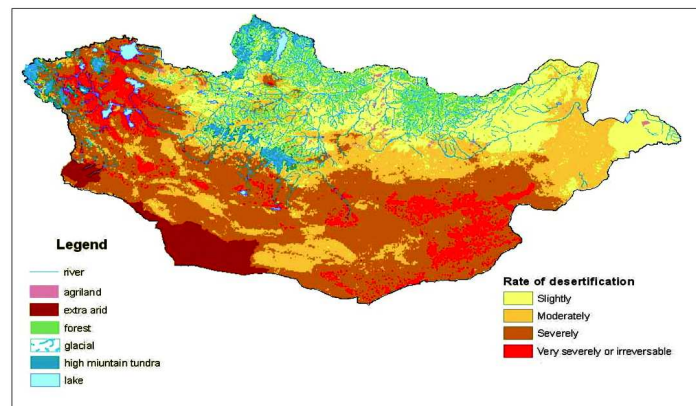 Legend
river
agriland
extra arid
forest
glacial
high miuntain tundra
lake
Rate of desertification
Slightly
Moderately
Severely
Very severely or irreversable